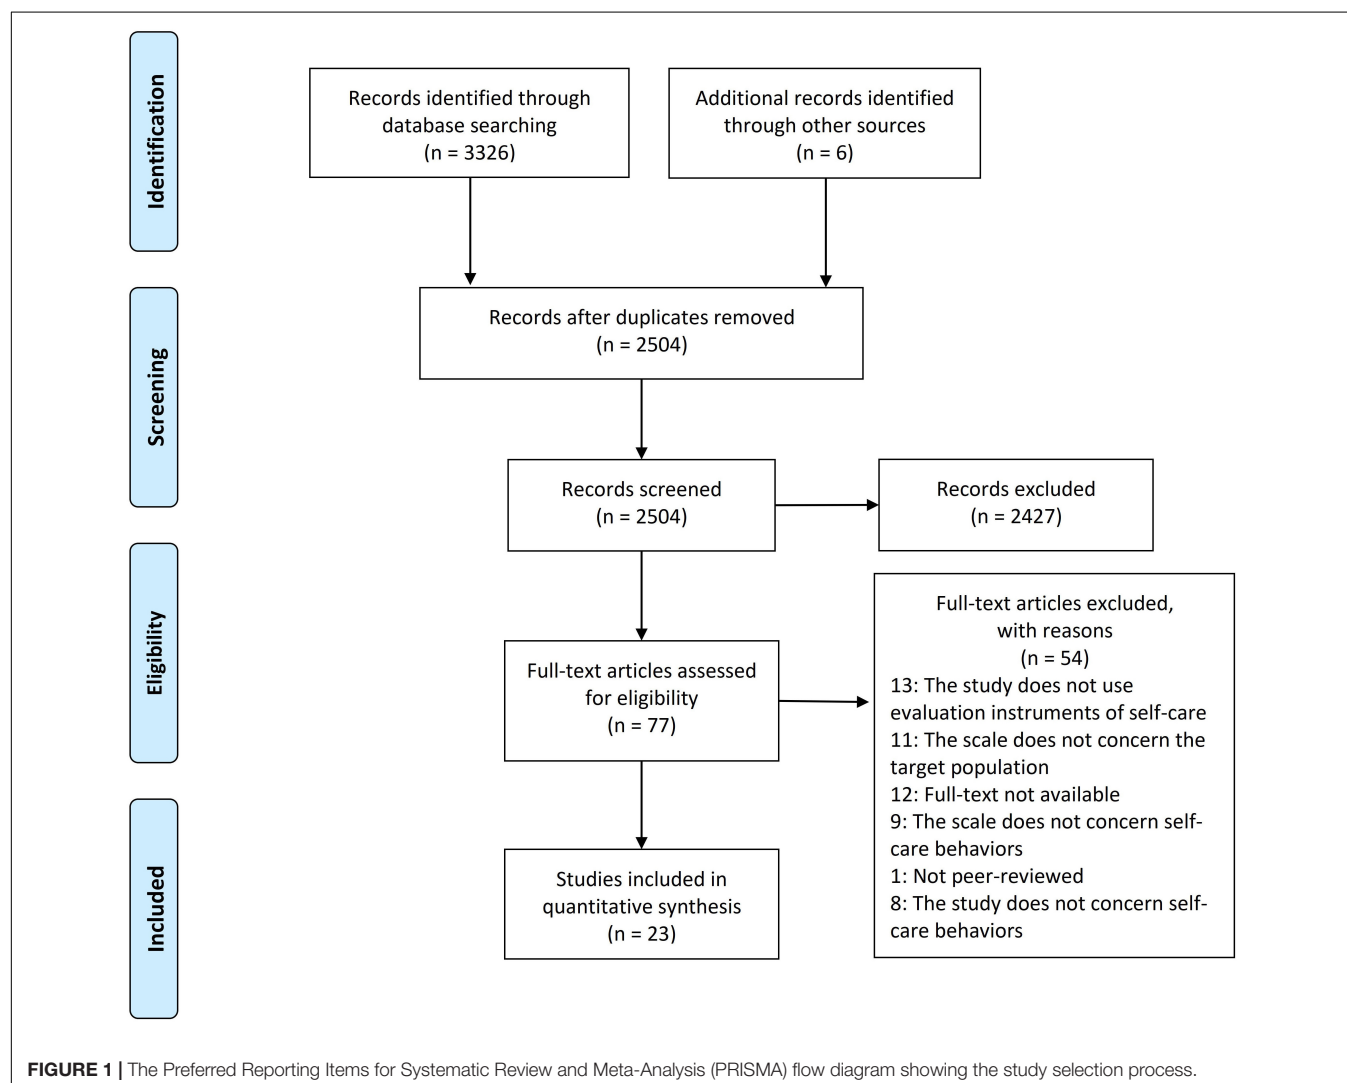 Identification
Records identified through
database searching
(n = 3326)
Additional records identified
through other sources
(n = 6)
Screening
Records after duplicates removed
(n = 2504)
Records screened
(n = 2504)
Records excluded
(n = 2427)
Eligibility
Full-text articles assessed
for eligibility
(n = 77)
Full-text articles excluded,
with reasons
(n = 54)
13: The study does not use
evaluation instruments of self-care
11: The scale does not concern the
target population
12: Full-text not available
9: The scale does not concern self-
care behaviors
1: Not peer-reviewed
8: The study does not concern self-
care behaviors
Included
Studies included in
quantitative synthesis
(n = 23)
FIGURE 1 | The Preferred Reporting Items for Systematic Review and Meta-Analysis (PRISMA) flow diagram showing the study selection process.